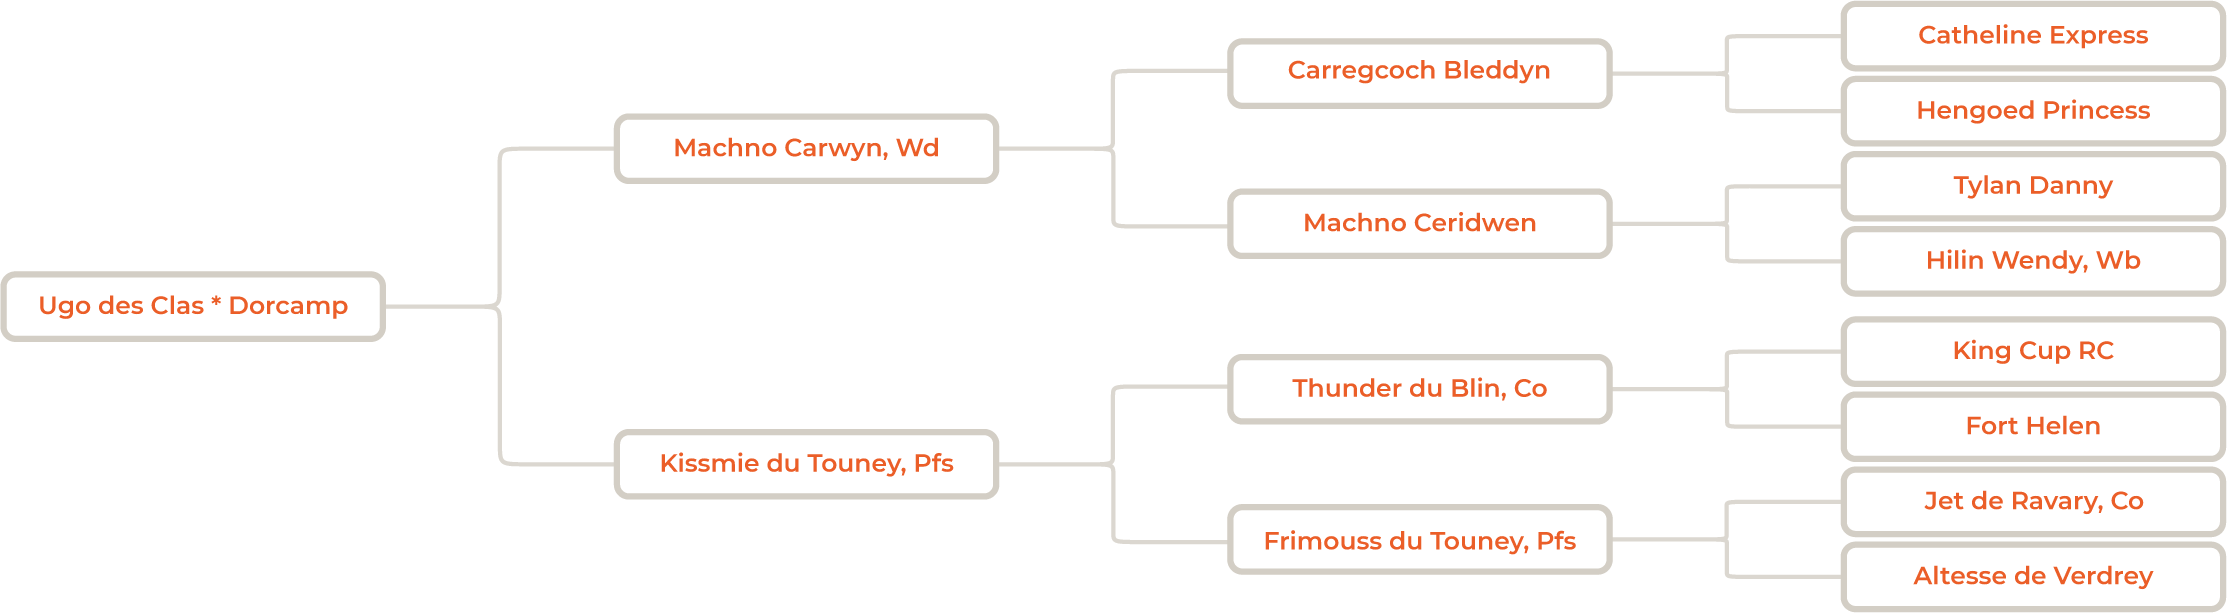 Ugo des Clas * Dorcamp
Machno Carwyn, Wd
Kissmie du Touney, Pfs
Carregcoch Bleddyn
Machno Ceridwen
Thunder du Blin, Co
Frimouss du Touney, Pfs
Catheline Express
Hengoed Princess
Tylan Danny
Hilin Wendy, Wb
King Cup RC
Fort Helen
Jet de Ravary, Co
Altesse de Verdrey